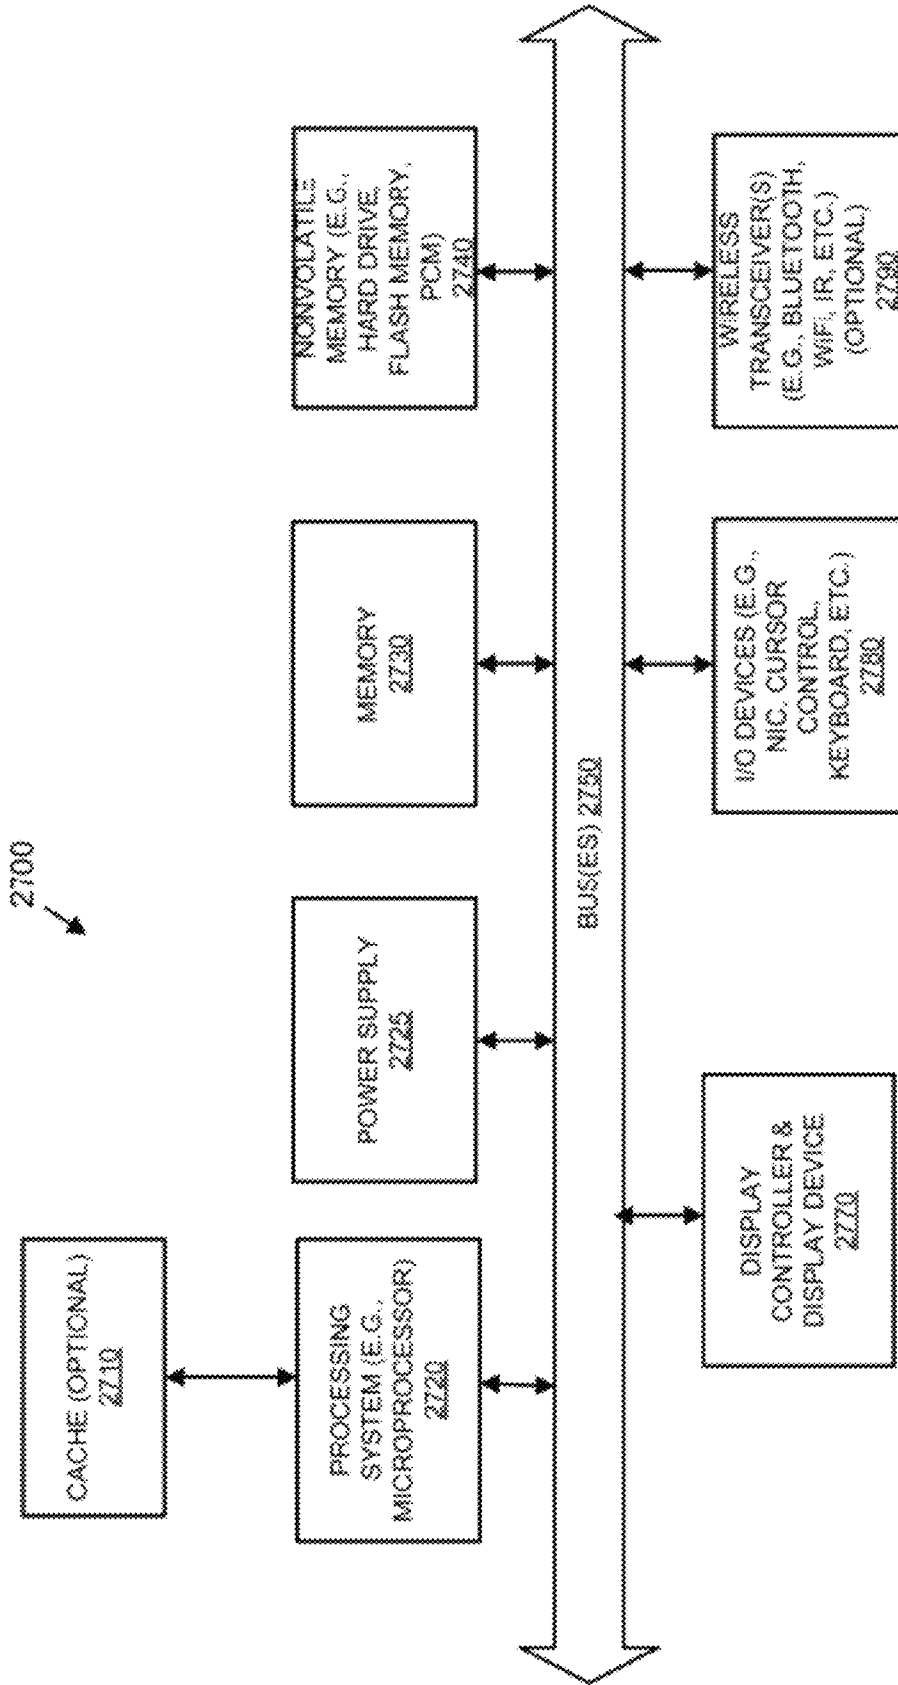 2700
CACHE (OPTIONAL)
2710
PROCESSING
SYSTEM (E.G.,
MICROPROCESSOR)
2720
POWER SUPPLY
2725
MEMORY
2730
NONVOLATILE
MEMORY (E.G.,
HARD DRIVE,
FLASH MEMORY,
PCM)
2740
BUS(ES) 2750
DISPLAY
CONTROLLER &
DISPLAY DEVICE
2770
I/O DEVICES (E.G.,
NIC, CURSOR
CONTROL,
KEYBOARD, ETC.)
2780
WIRELESS
TRANSCEIVER(S)
(E.G., BLUETOOTH,
WiFi, IR, ETC.)
(OPTIONAL)
2790